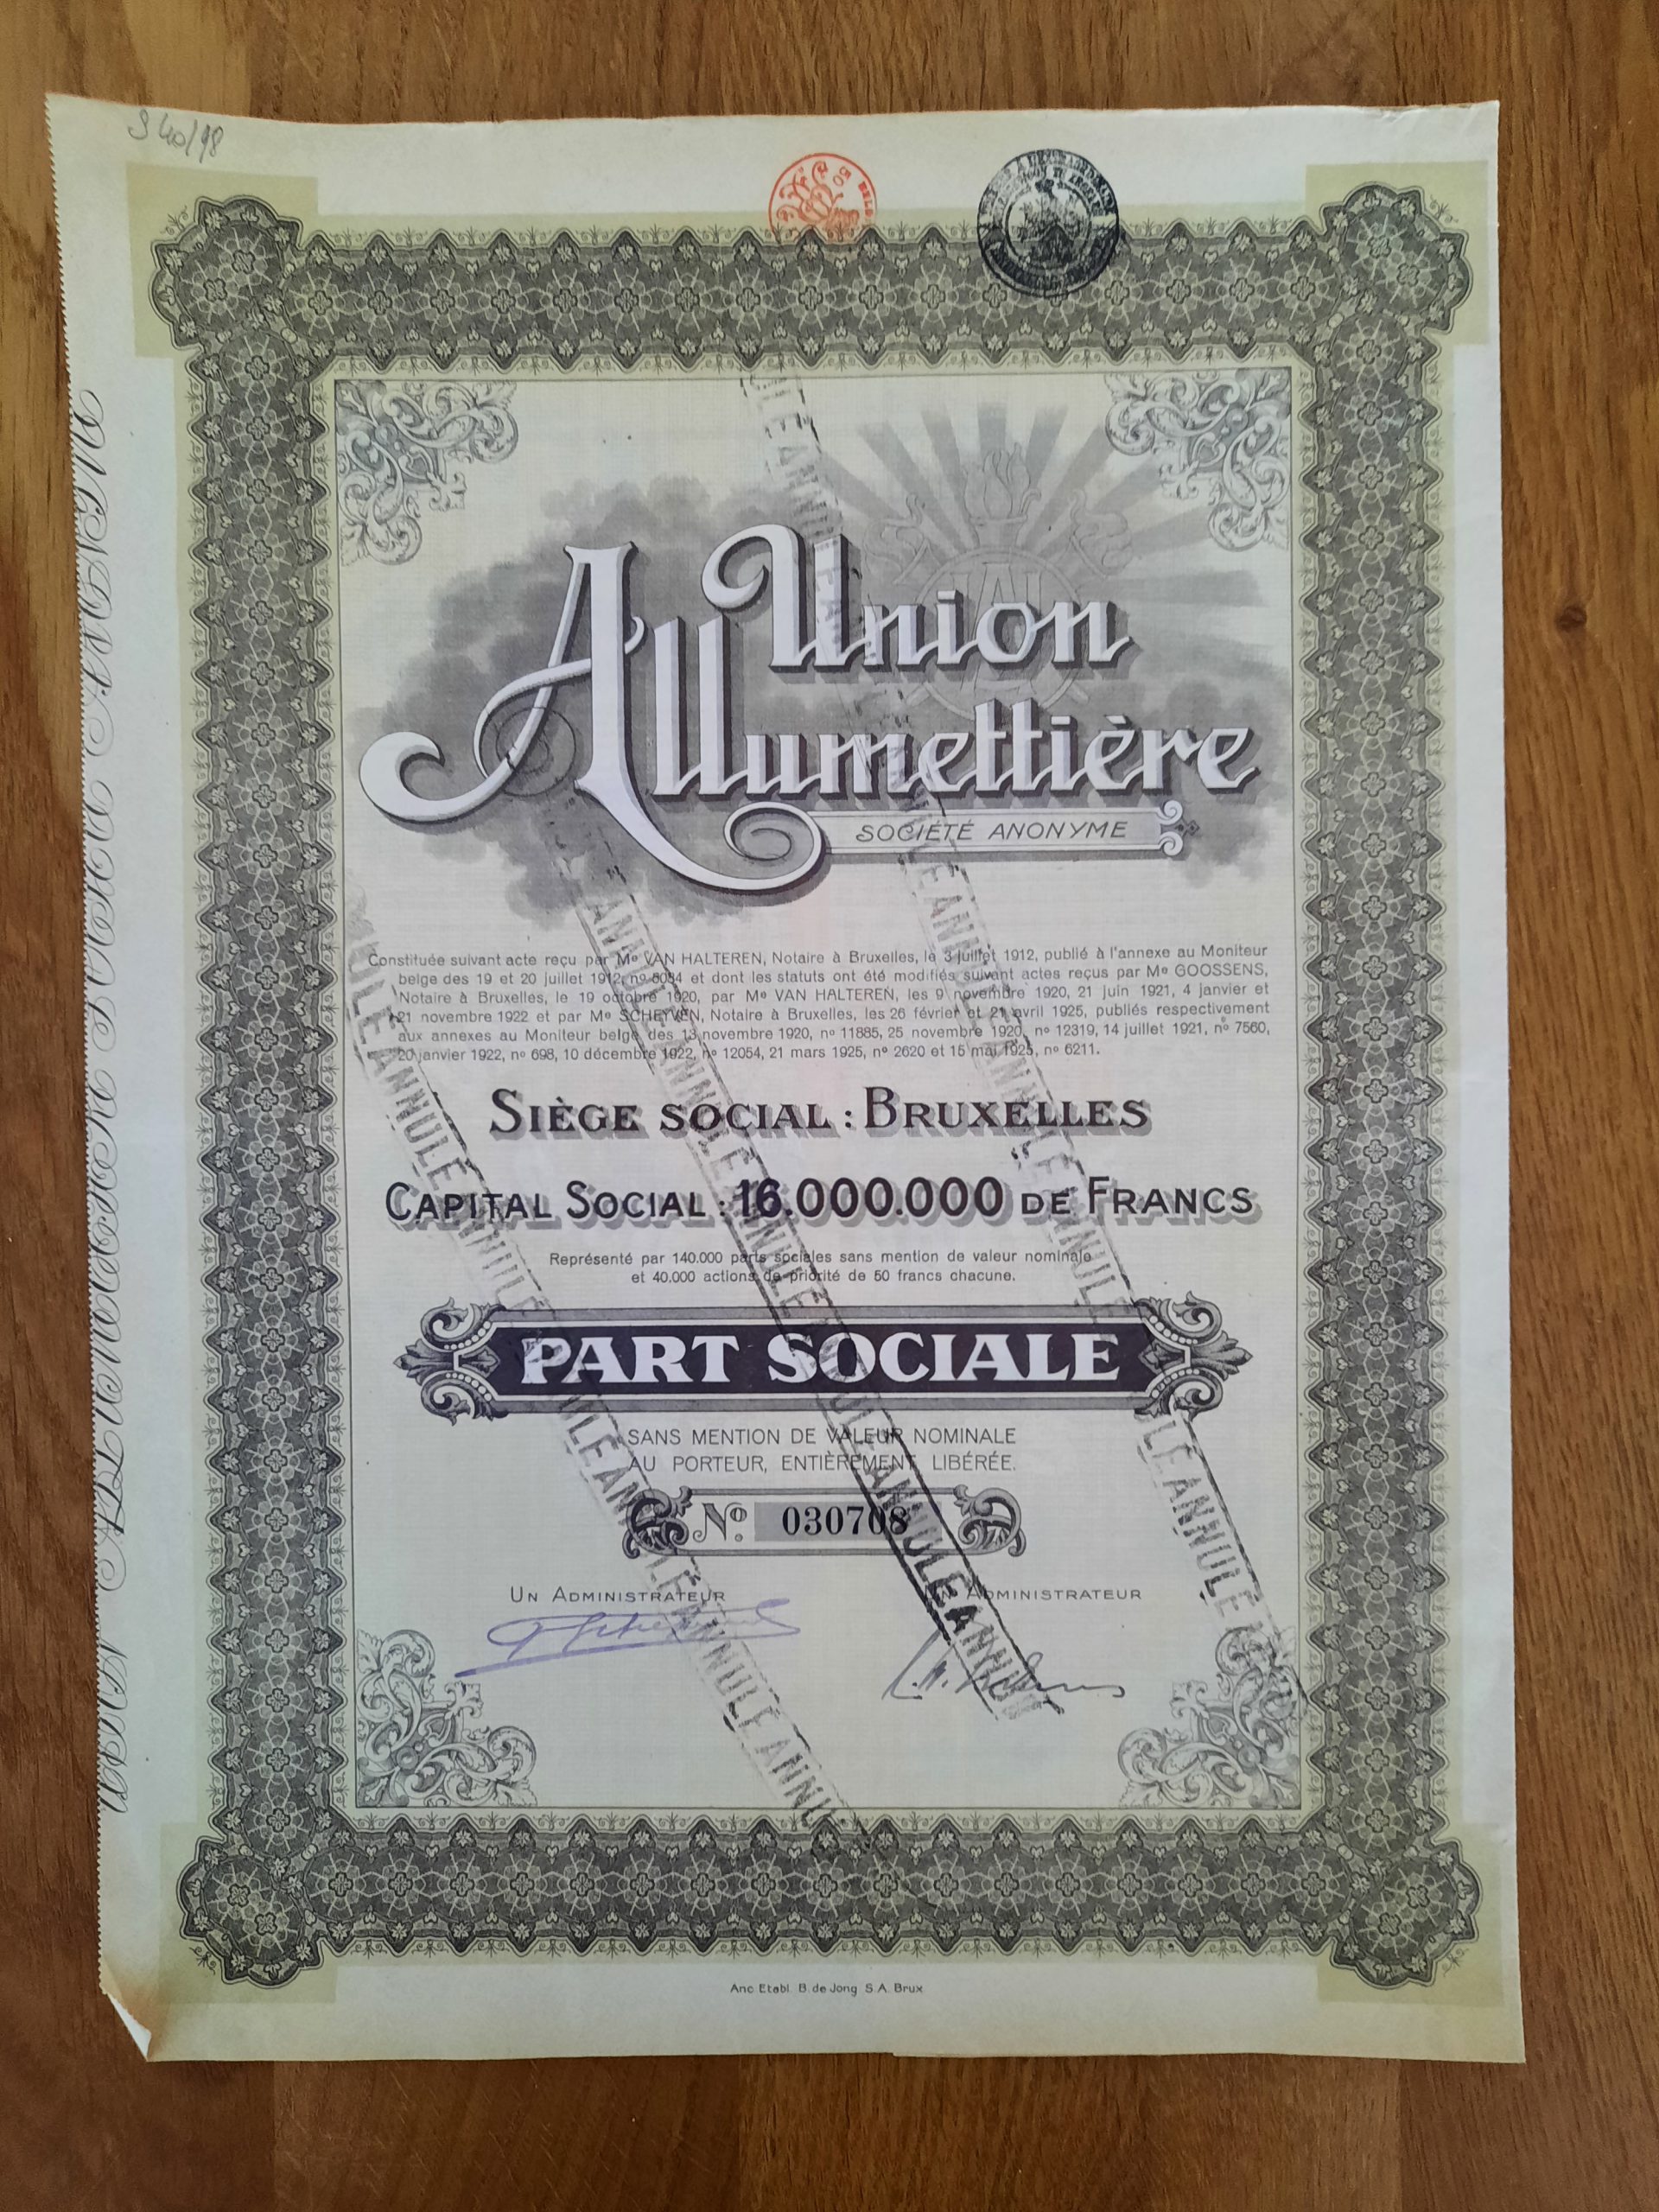 S 40/98
Union
Allumettière
SOCIÉTÉ ANONYME
Constituée suivant acte reçu par Me VAN HALTEREN, Notaire à Bruxelles, le 3 juillet 1912, publié à l'annexe au Moniteur
belge des 19 et 20 juillet 1912, no 5084 et dont les statuts ont été modifiés suivant actes reçus par Me GOOSSENS,
Notaire à Bruxelles, le 19 octobre 1920, par Me VAN HALTEREN, les 9 novembre 1920, 21 juin 1921, 4 janvier et
21 novembre 1922 et par Me SCHEYVEN, Notaire à Bruxelles, les 26 février et 21 avril 1925, publiés respectivement
aux annexes au Moniteur belge des 13 novembre 1920, no 11885, 25 novembre 1920, no 12319, 14 juillet 1921, no 7560,
20 janvier 1922, no 698, 10 décembre 1922, no 12054, 21 mars 1925, no 2620 et 15 mai 1925, no 6211.
SIÈGE SOCIAL : BRUXELLES
CAPITAL SOCIAL : 16.000.000 DE FRANCS
Représenté par 140.000 parts sociales sans mention de valeur nominale
et 40.000 actions de priorité de 50 francs chacune.
PART SOCIALE
SANS MENTION DE VALEUR NOMINALE
AU PORTEUR, ENTIÈREMENT LIBÉRÉE.
No. 030708
UN ADMINISTRATEUR
UN ADMINISTRATEUR
Anc Etabl. B. de Jong S.A. Brux
ANNULÉ ANNULÉ ANNULÉ